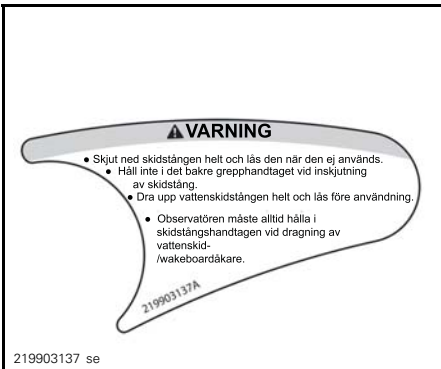 ⚠VARNING
● Skjut ned skidstången helt och lås den när den ej används.
● Håll inte i det bakre grepphandtaget vid inskjutning
av skidstång.
● Dra upp vattenskidstången helt och lås före användning.
● Observatören måste alltid hålla i
skidstångshandtagen vid dragning av
vattenskid-
/wakeboardåkare.
219903137A
219903137 se